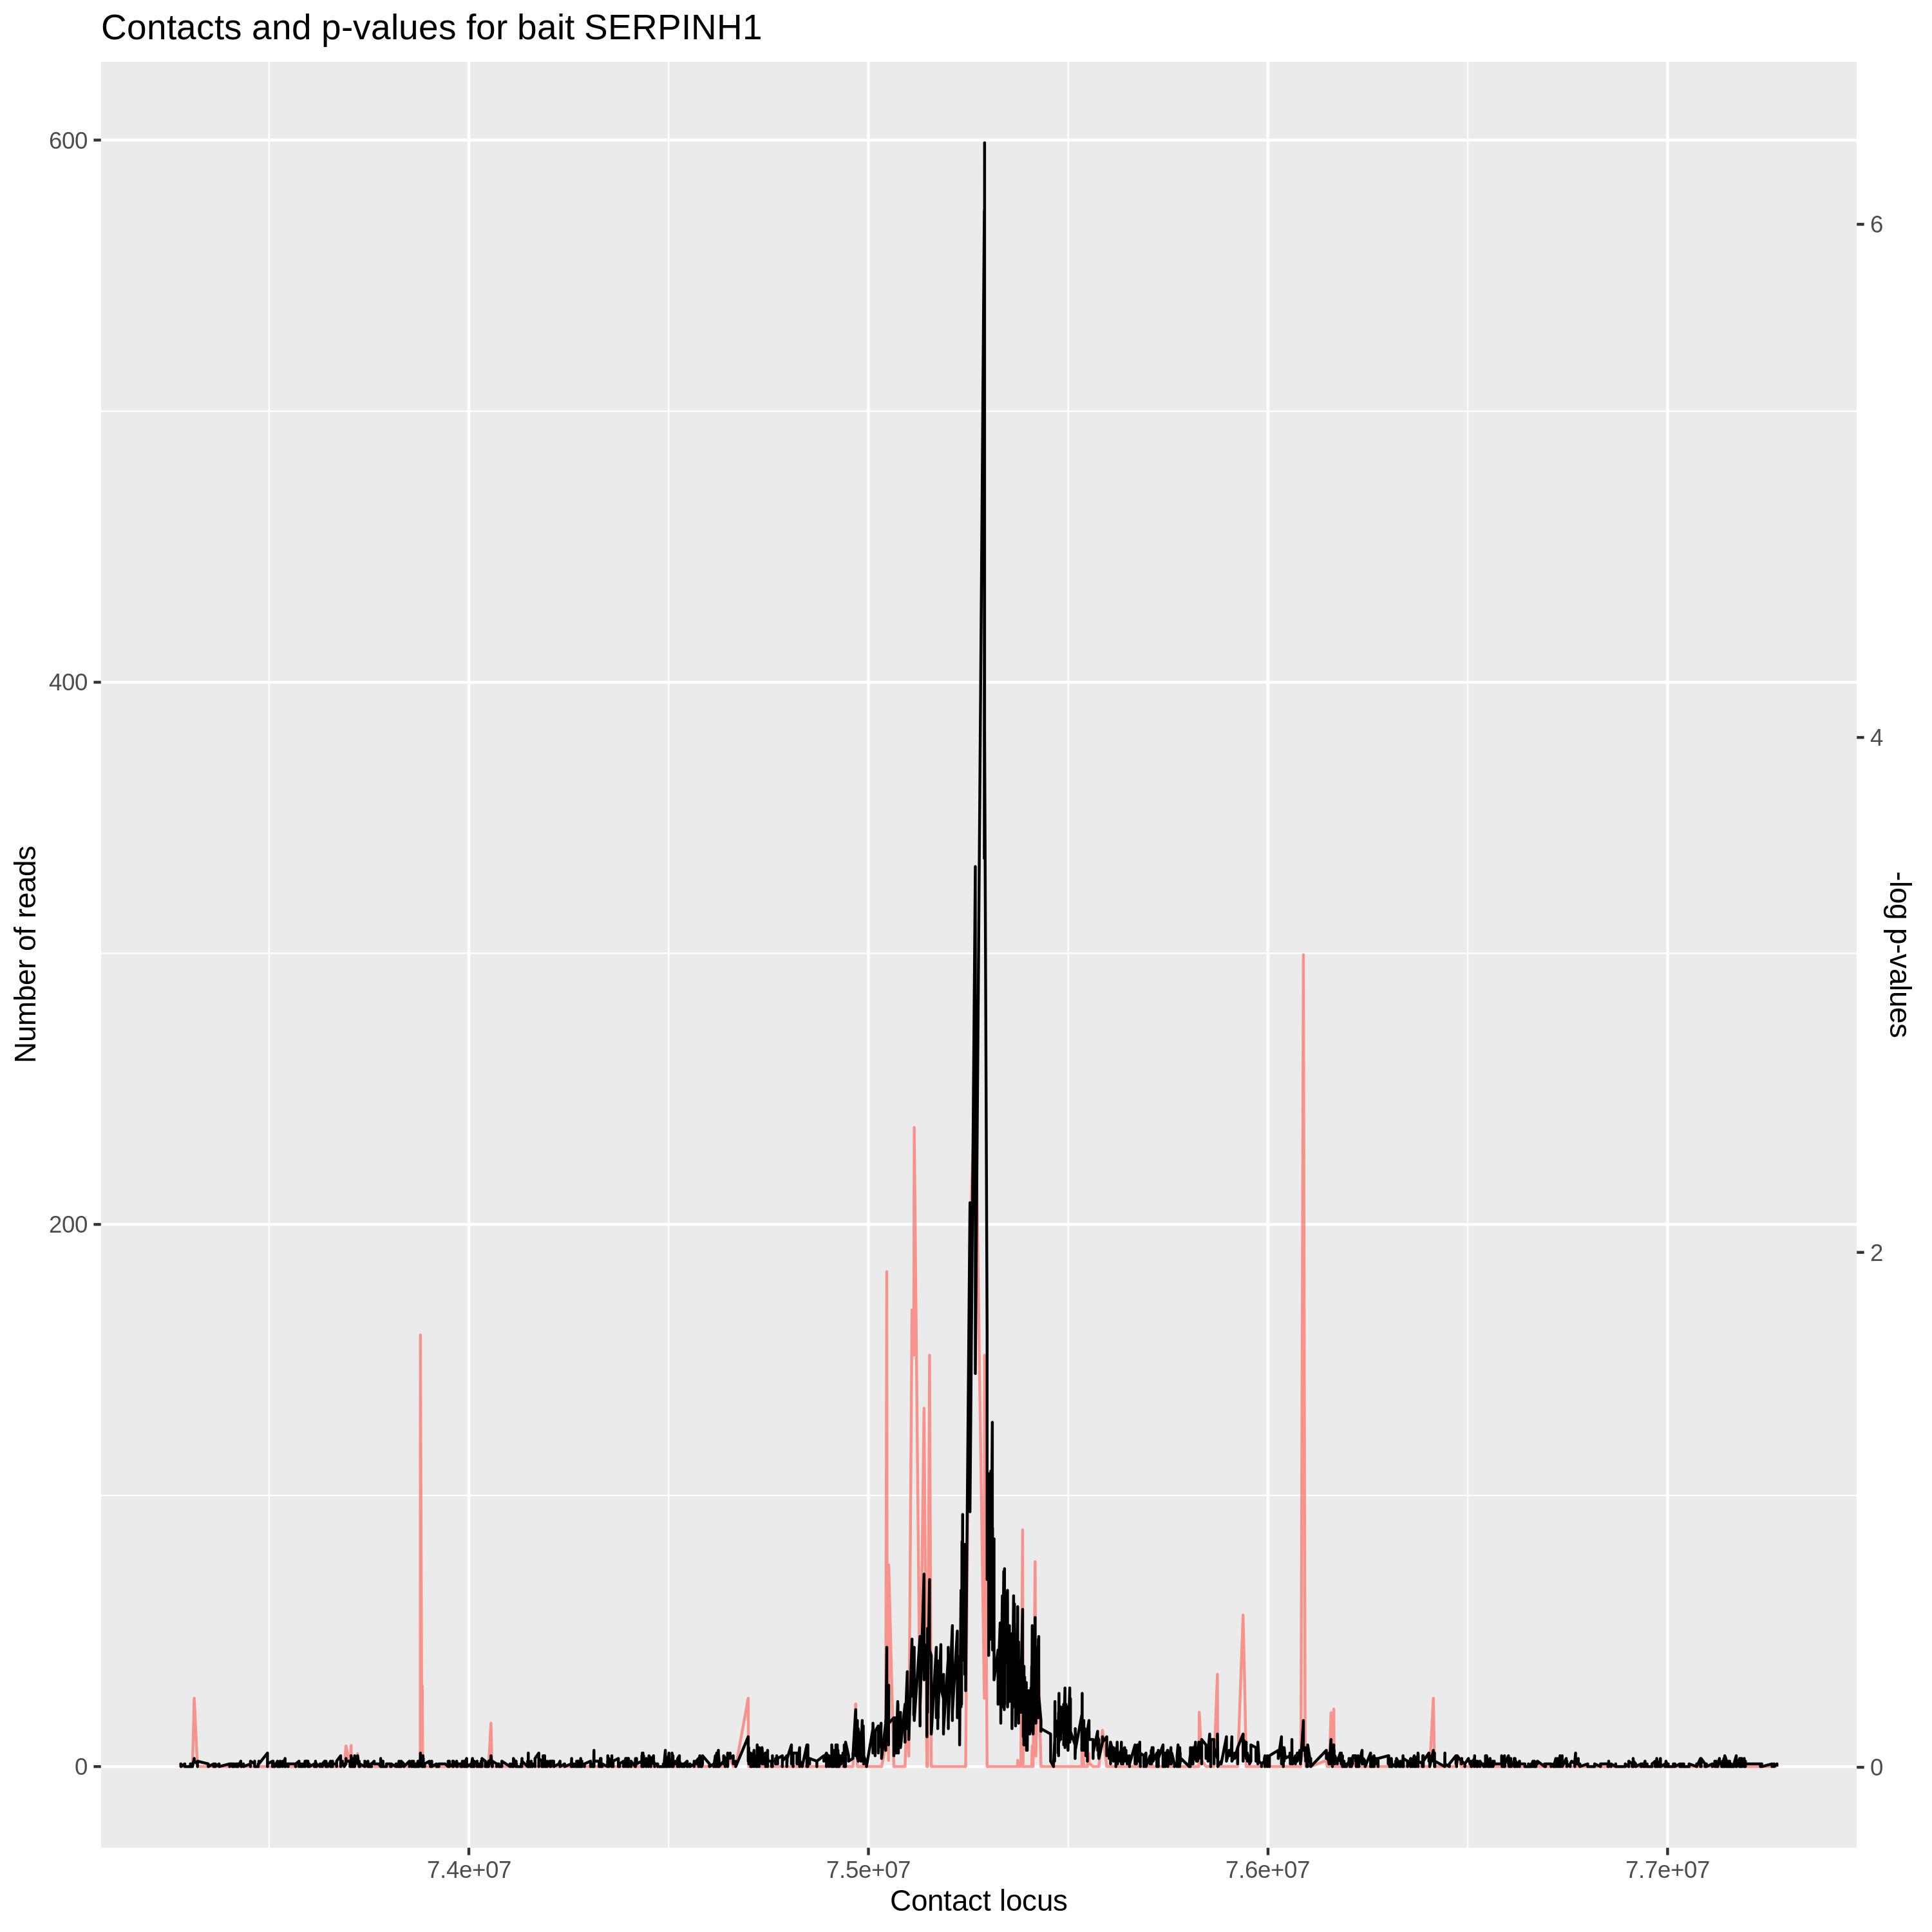 Contacts and p-values for bait SERPINH1
600
400
200
0
Number of reads
6
4
2
0
-log p-values
7.4e+07
7.5e+07
7.6e+07
7.7e+07
Contact locus